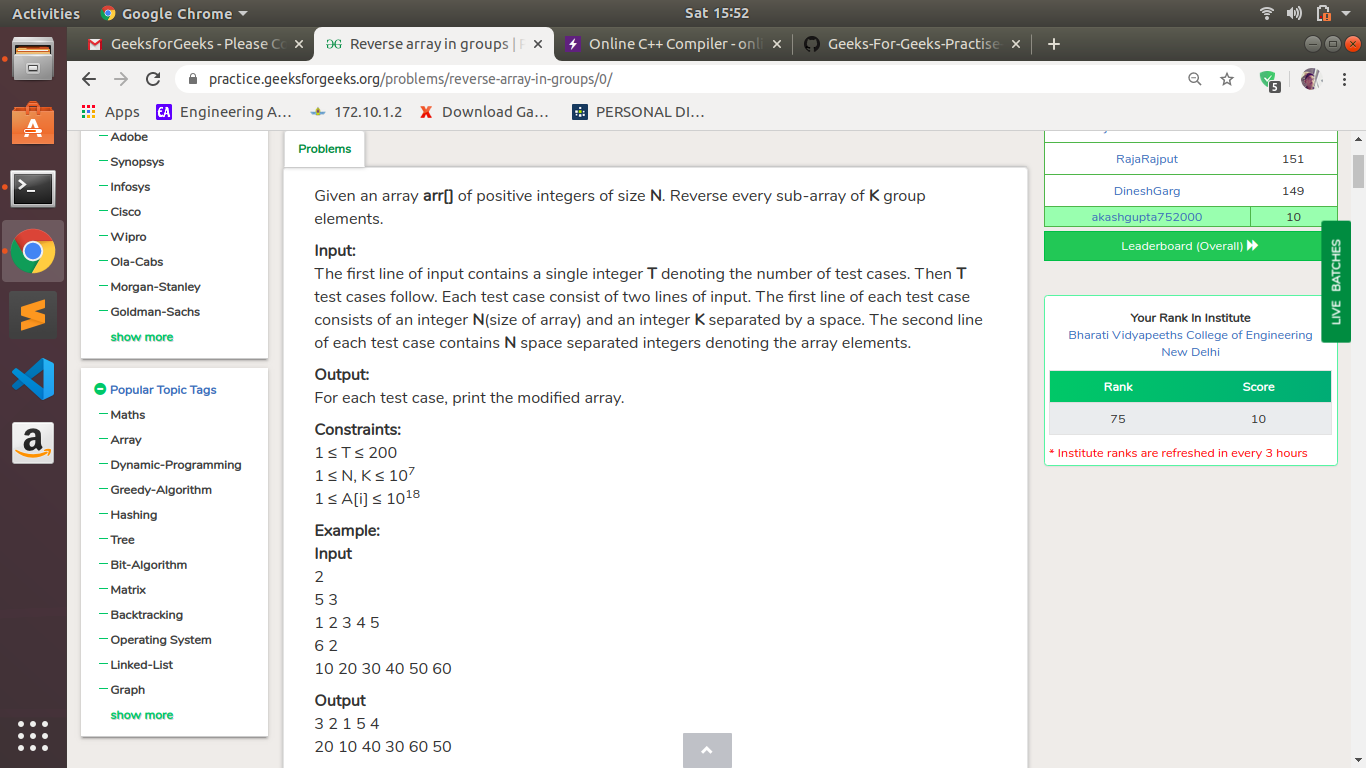 Activities
Google Chrome
Sat 15:52
GeeksforGeeks - Please Co
Reverse array in groups |
Online C++ Compiler - onl
Geeks-For-Geeks-Practise
practice.geeksforgeeks.org/problems/reverse-array-in-groups/0/
5
Apps
EA Engineering A...
172.10.1.2
Download Ga...
PERSONAL DI...
Adobe
Synopsys
Infosys
Cisco
Wipro
Ola-Cabs
Morgan-Stanley
Goldman-Sachs
show more
Popular Topic Tags
Maths
Array
Dynamic-Programming
Greedy-Algorithm
Hashing
Tree
Bit-Algorithm
Matrix
Backtracking
Operating System
Linked-List
Graph
show more
Problems
Given an array arr[] of positive integers of size N. Reverse every sub-array of K group
elements.
Input:
The first line of input contains a single integer T denoting the number of test cases. Then T
test cases follow. Each test case consist of two lines of input. The first line of each test case
consists of an integer N(size of array) and an integer K separated by a space. The second line
of each test case contains N space separated integers denoting the array elements.
Output:
For each test case, print the modified array.
Constraints:
1 ≤ T ≤ 200
1 ≤ N, K ≤ 10⁷
1 ≤ A[i] ≤ 10¹⁸
Example:
Input
2
5 3
1 2 3 4 5
6 2
10 20 30 40 50 60
Output
3 2 1 5 4
20 10 40 30 60 50
RajaRajput 151
DineshGarg 149
akashgupta752000 10
Leaderboard (Overall)
LIVE BATCHES
Your Rank In Institute
Bharati Vidyapeeths College of Engineering
New Delhi
Rank Score
75 10
* Institute ranks are refreshed in every 3 hours